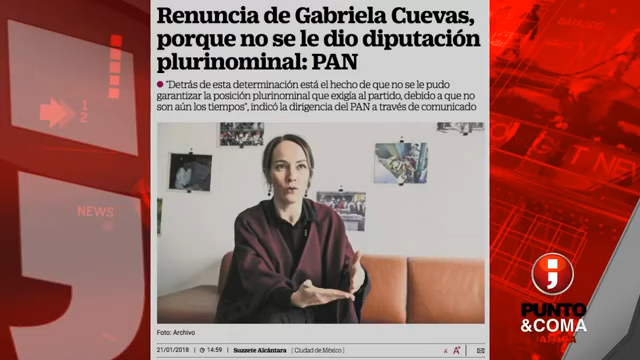 Renuncia de Gabriela Cuevas,
porque no se le dio diputación
plurinominal: PAN
"Detrás de esta determinación está el hecho de que no se le pudo
garantizar la posición plurinominal que exigía al partido, debido a que no
son aún los tiempos", indicó la dirigencia del PAN a través de comunicado
1
2
NEWS
Foto: Archivo
21/01/2018 | 14:59 | Suzzete Alcántara | Ciudad de México |
A A
PUNTO
&COMA